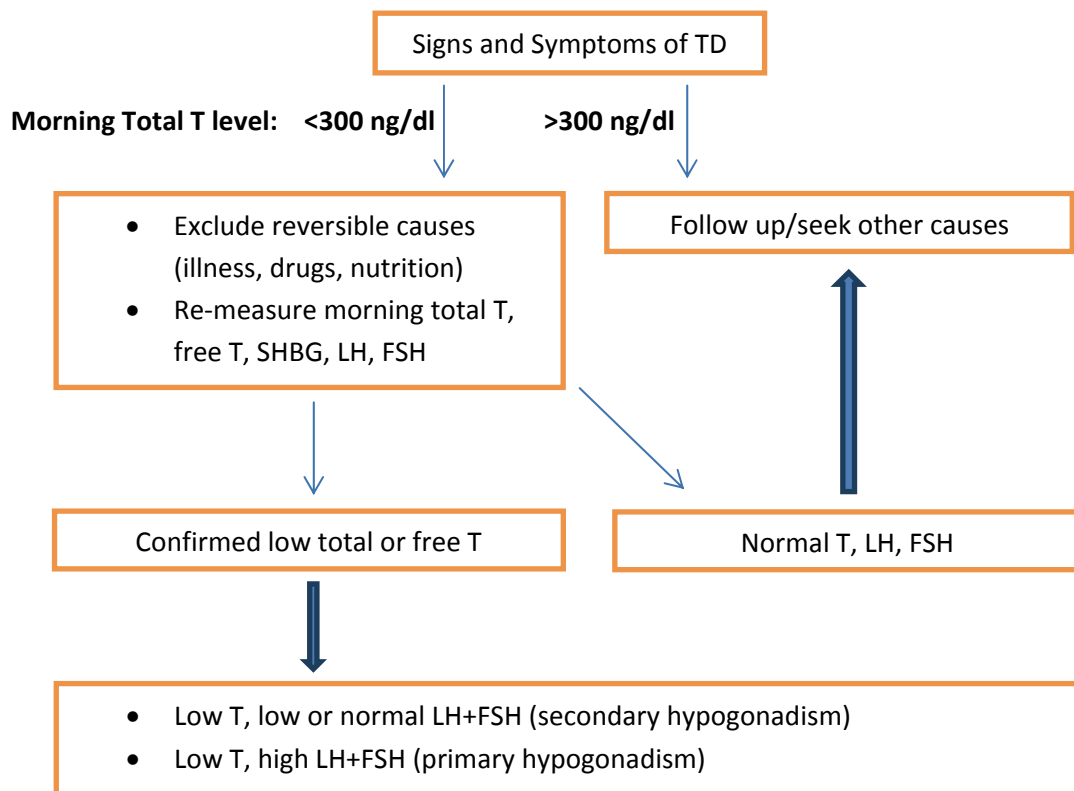 Signs and Symptoms of TD
Morning Total T level: <300 ng/dl >300 ng/dl
• Exclude reversible causes
(illness, drugs, nutrition)
• Re-measure morning total T,
free T, SHBG, LH, FSH
Follow up/seek other causes
Confirmed low total or free T
Normal T, LH, FSH
• Low T, low or normal LH+FSH (secondary hypogonadism)
• Low T, high LH+FSH (primary hypogonadism)